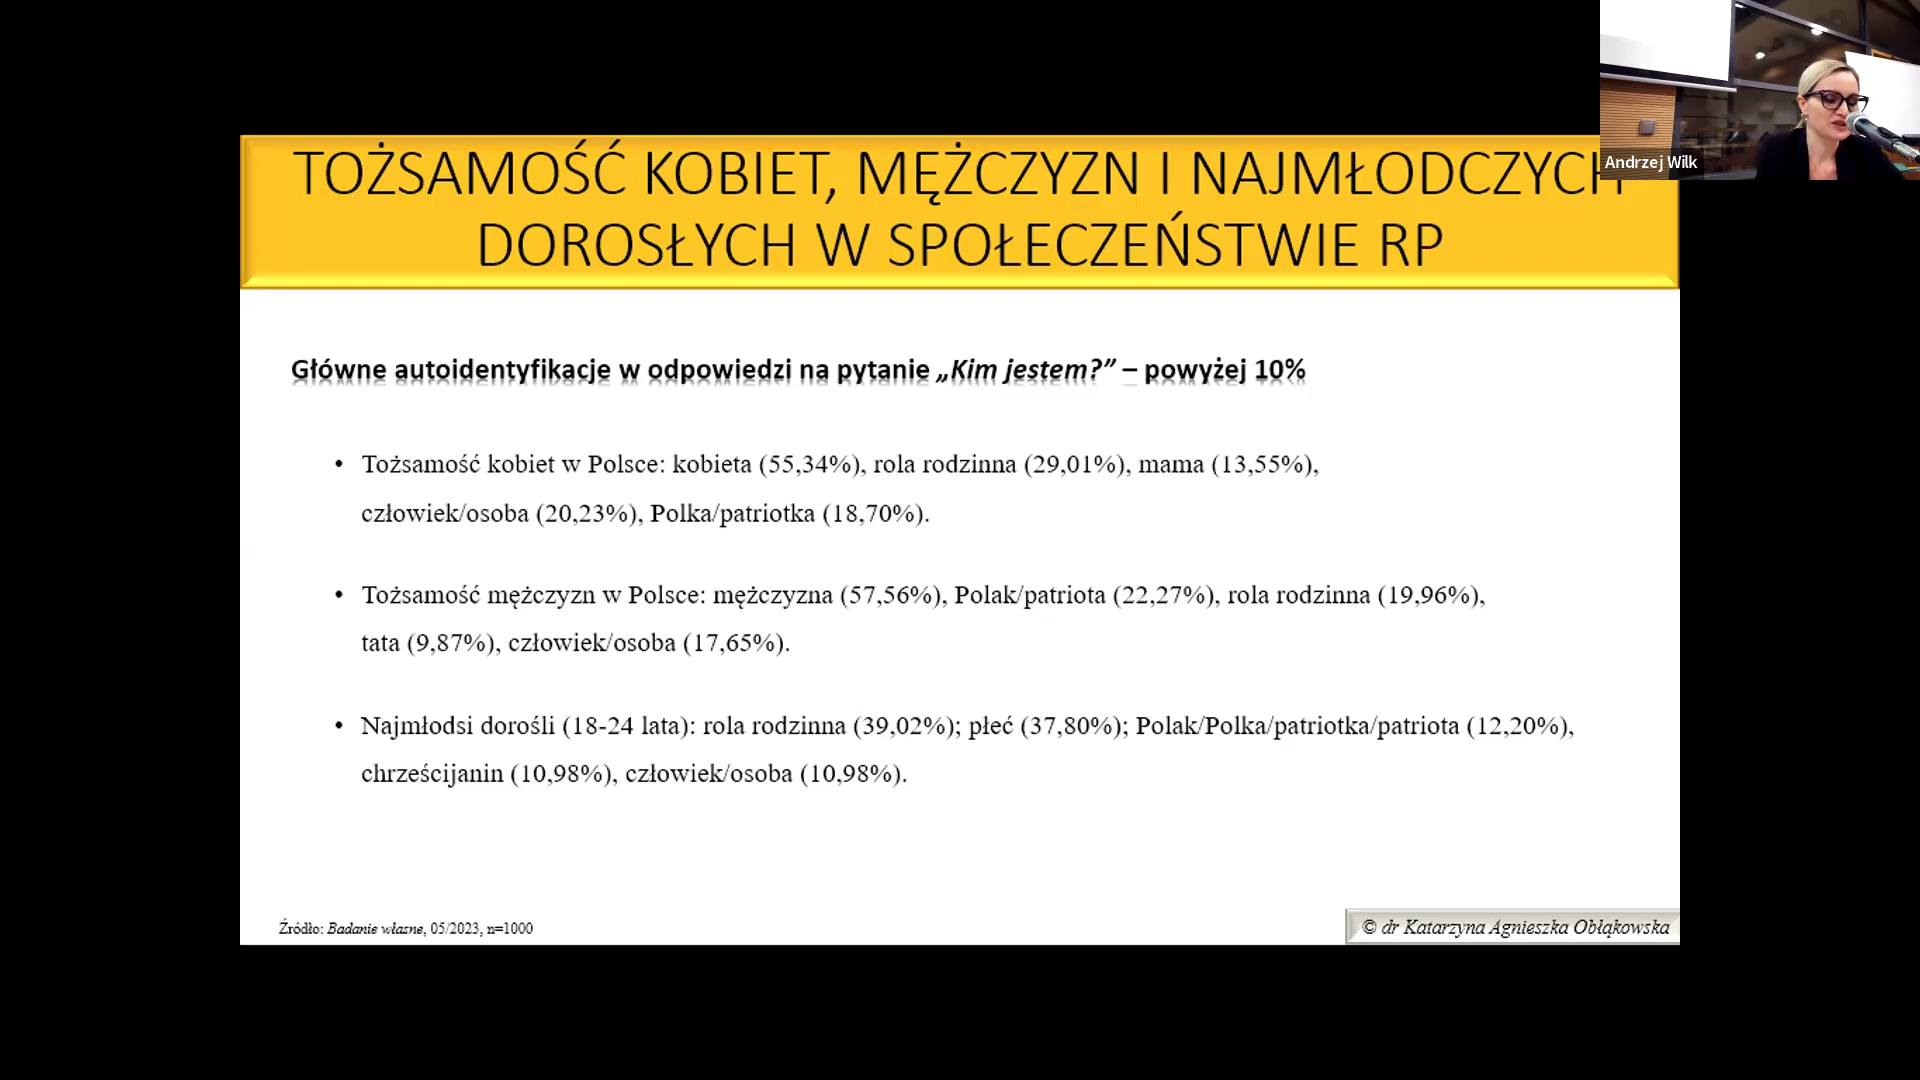 TOŻSAMOŚĆ KOBIET, MĘŻCZYZN I NAJMŁODCZYCH
DOROSŁYCH W SPOŁECZEŃSTWIE RP
Andrzej Wilk
Główne autoidentyfikacje w odpowiedzi na pytanie „Kim jestem?” – powyżej 10%
• Tożsamość kobiet w Polsce: kobieta (55,34%), rola rodzinna (29,01%), mama (13,55%),
człowiek/osoba (20,23%), Polka/patriotka (18,70%).
• Tożsamość mężczyzn w Polsce: mężczyzna (57,56%), Polak/patriota (22,27%), rola rodzinna (19,96%),
tata (9,87%), człowiek/osoba (17,65%).
• Najmłodsi dorośli (18-24 lata): rola rodzinna (39,02%); płeć (37,80%); Polak/Polka/patriotka/patriota (12,20%),
chrześcijanin (10,98%), człowiek/osoba (10,98%).
Źródło: Badanie własne, 05/2023, n=1000
© dr Katarzyna Agnieszka Obłąkowska